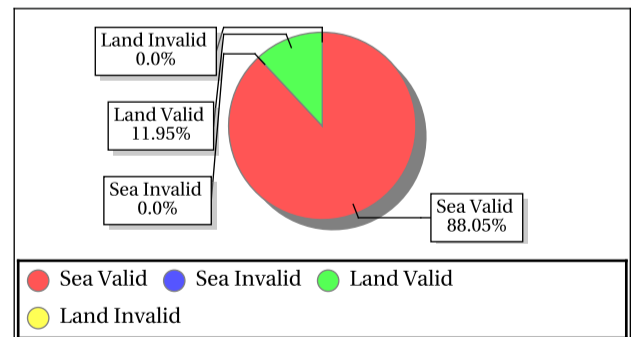 Land Invalid
0.0%
Land Valid
11.95%
Sea Invalid
0.0%
Sea Valid
88.05%
Sea Valid Sea Invalid Land Valid
Land Invalid